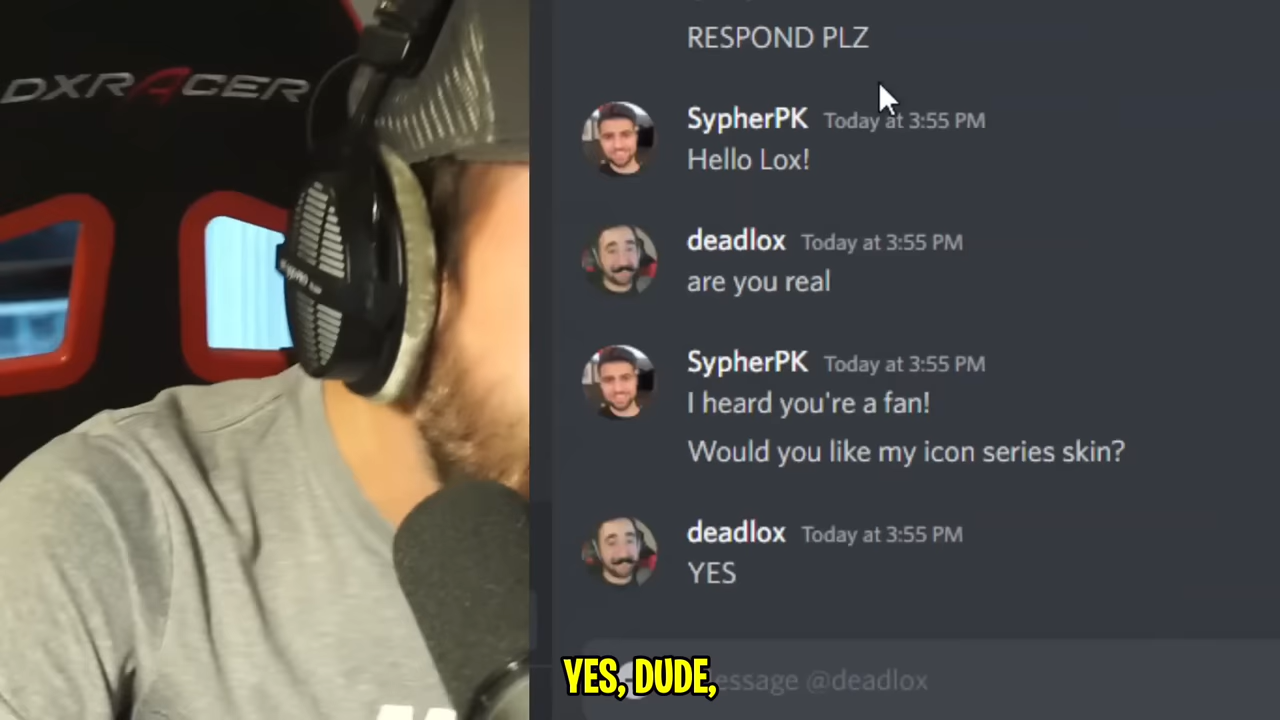 DXRACER
RESPOND PLZ
SypherPK Today at 3:55 PM
Hello Lox!
deadlox Today at 3:55 PM
are you real
SypherPK Today at 3:55 PM
I heard you're a fan!
Would you like my icon series skin?
deadlox Today at 3:55 PM
YES
essage @deadlox
YES, DUDE,